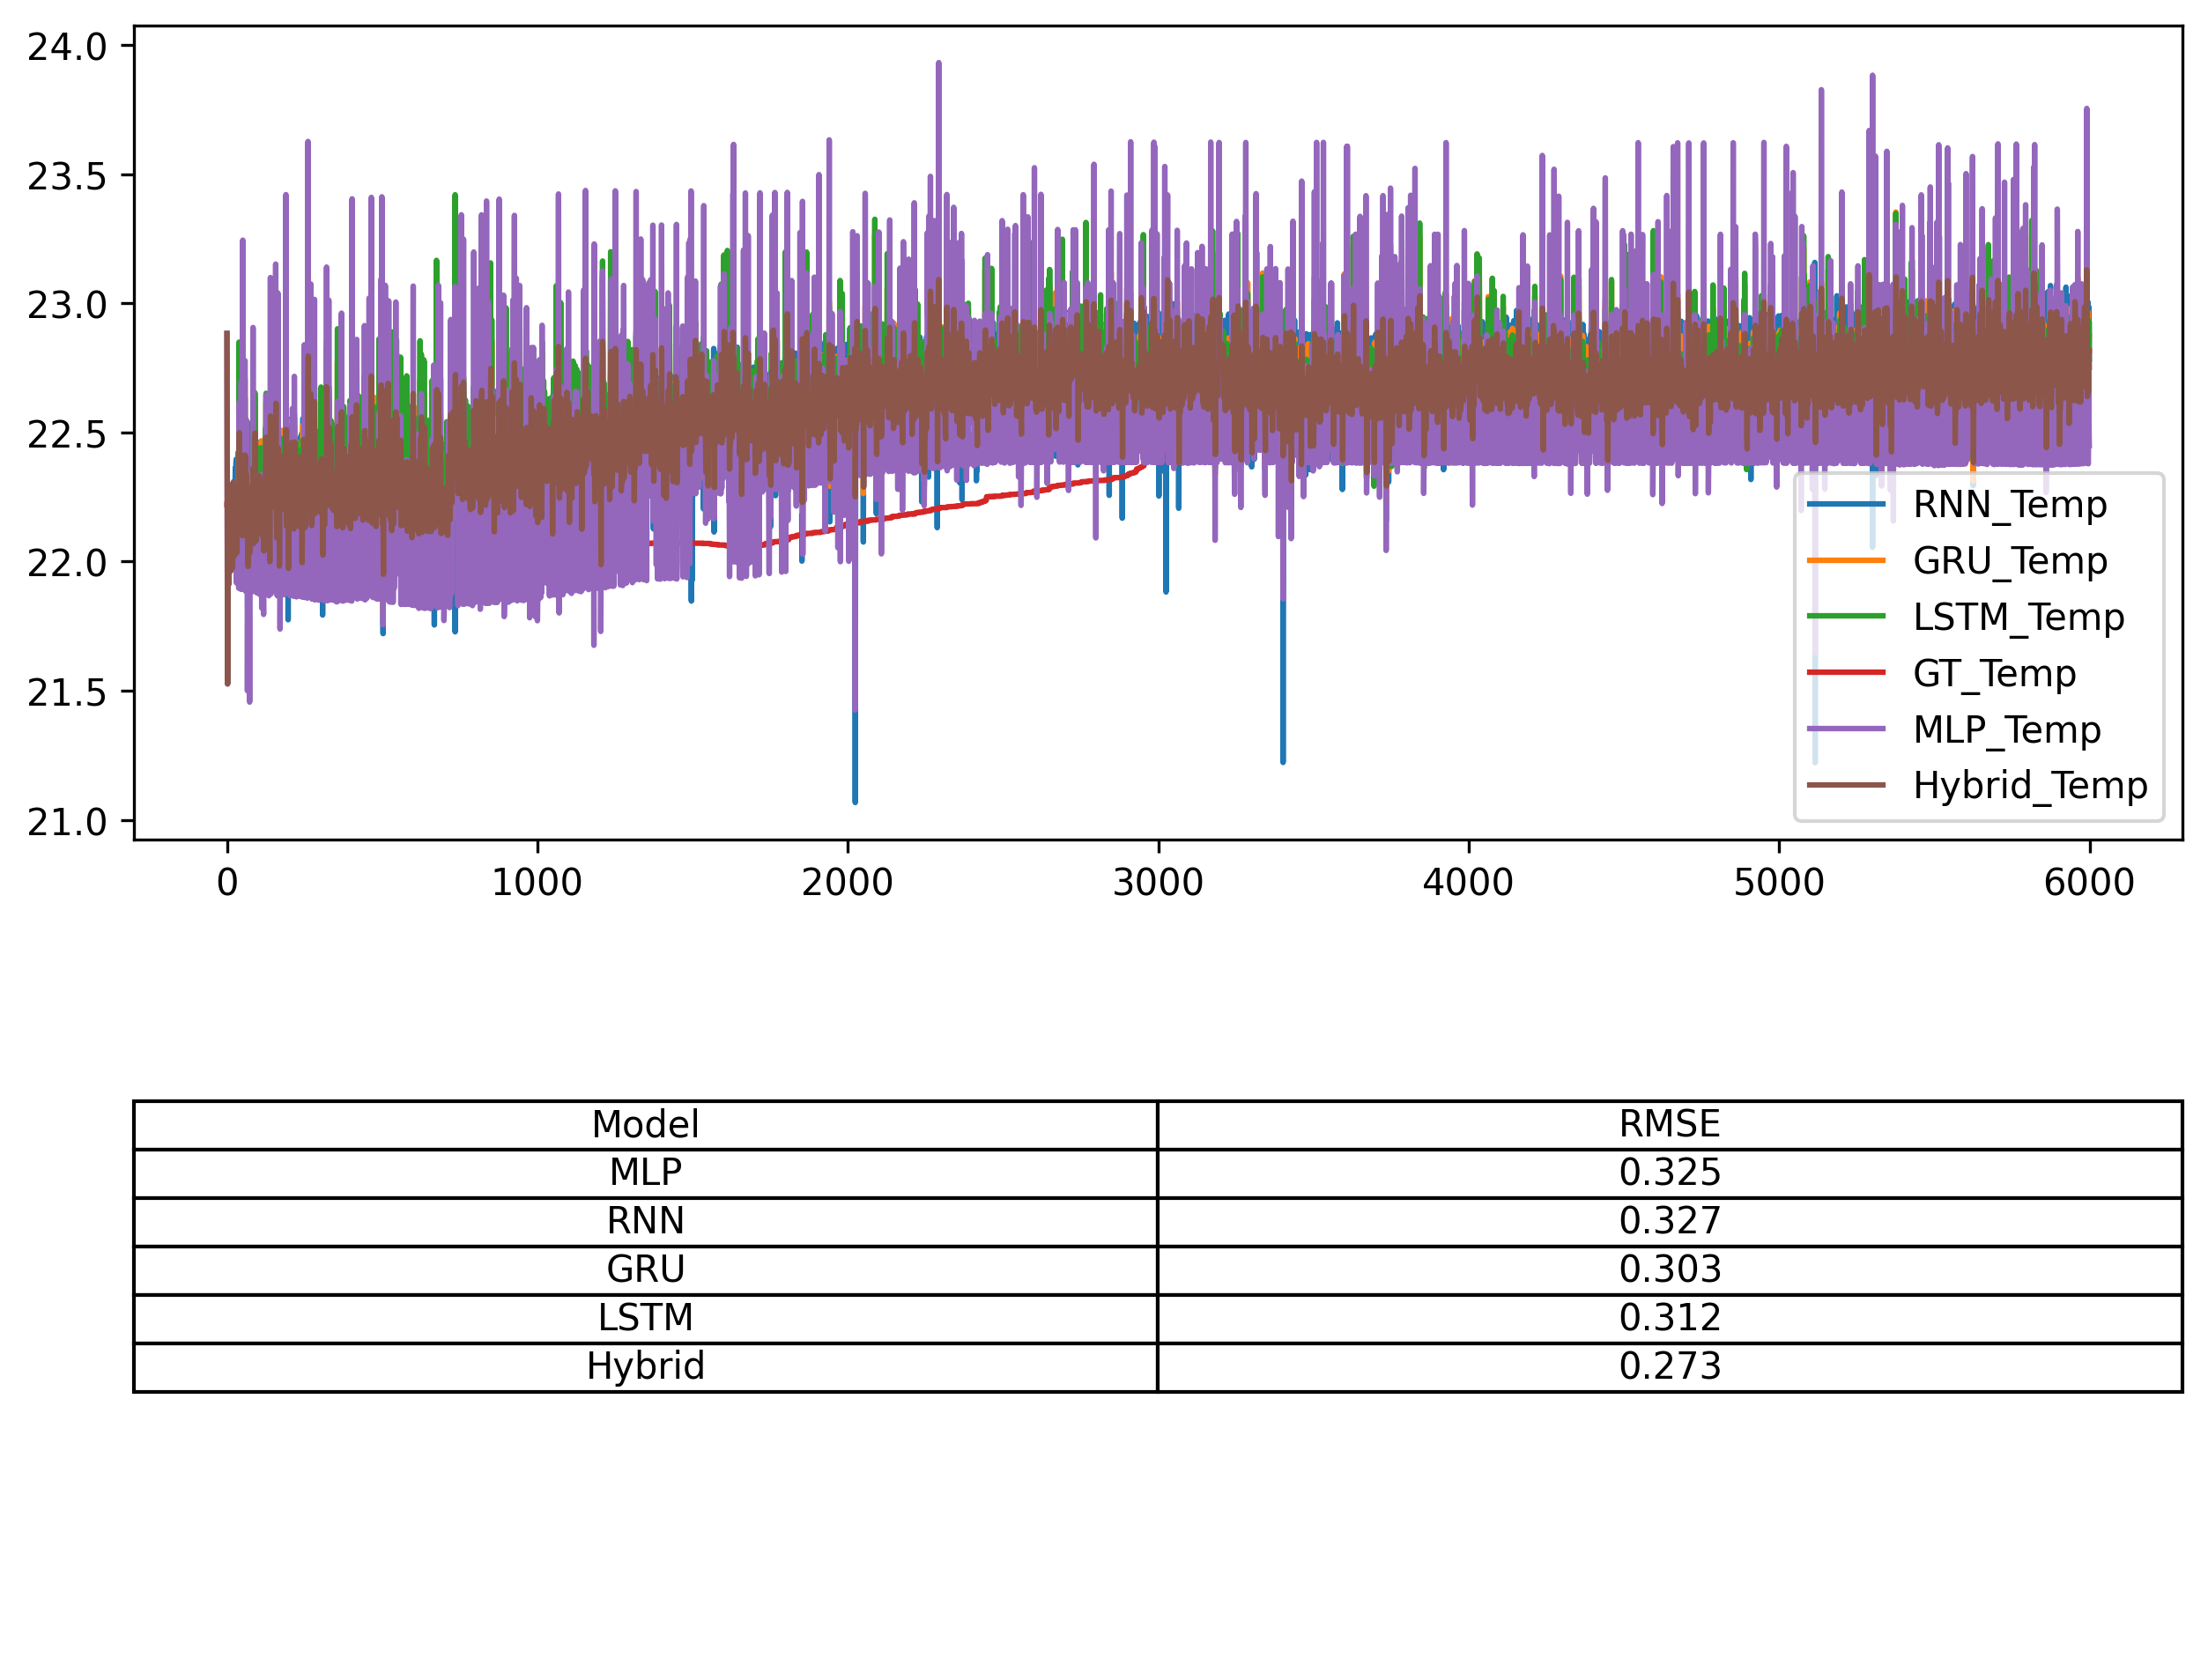 24.0
23.5
23.0
22.5
22.0
21.5
21.0
RNN_Temp
GRU_Temp
LSTM_Temp
GT_Temp
MLP_Temp
Hybrid_Temp
0 1000 2000 3000 4000 5000 6000
Model RMSE
MLP 0.325
RNN 0.327
GRU 0.303
LSTM 0.312
Hybrid 0.273